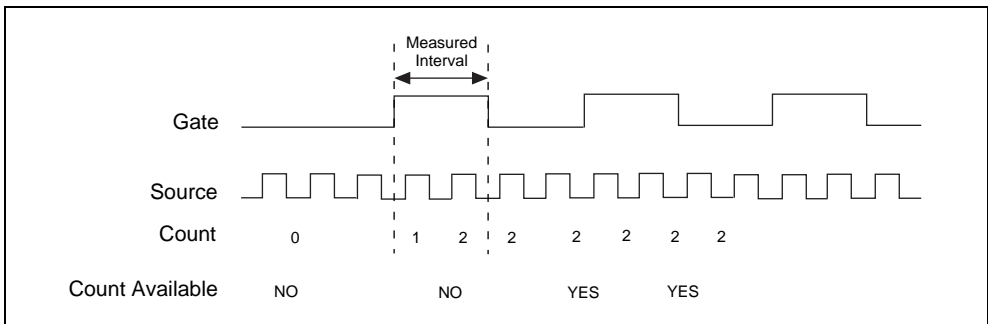 Measured
Interval
Gate
Source
Count 0 1 2 2 2 2 2 2
Count Available NO NO YES YES